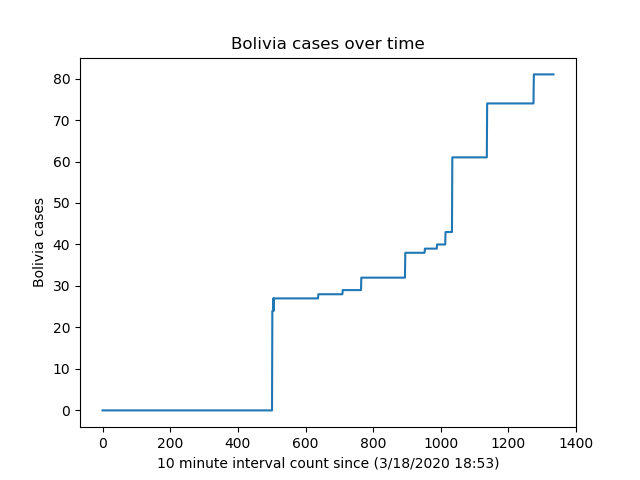 Bolivia cases over time
Bolivia cases
80
70
60
50
40
30
20
10
0
0 200 400 600 800 1000 1200 1400
10 minute interval count since (3/18/2020 18:53)